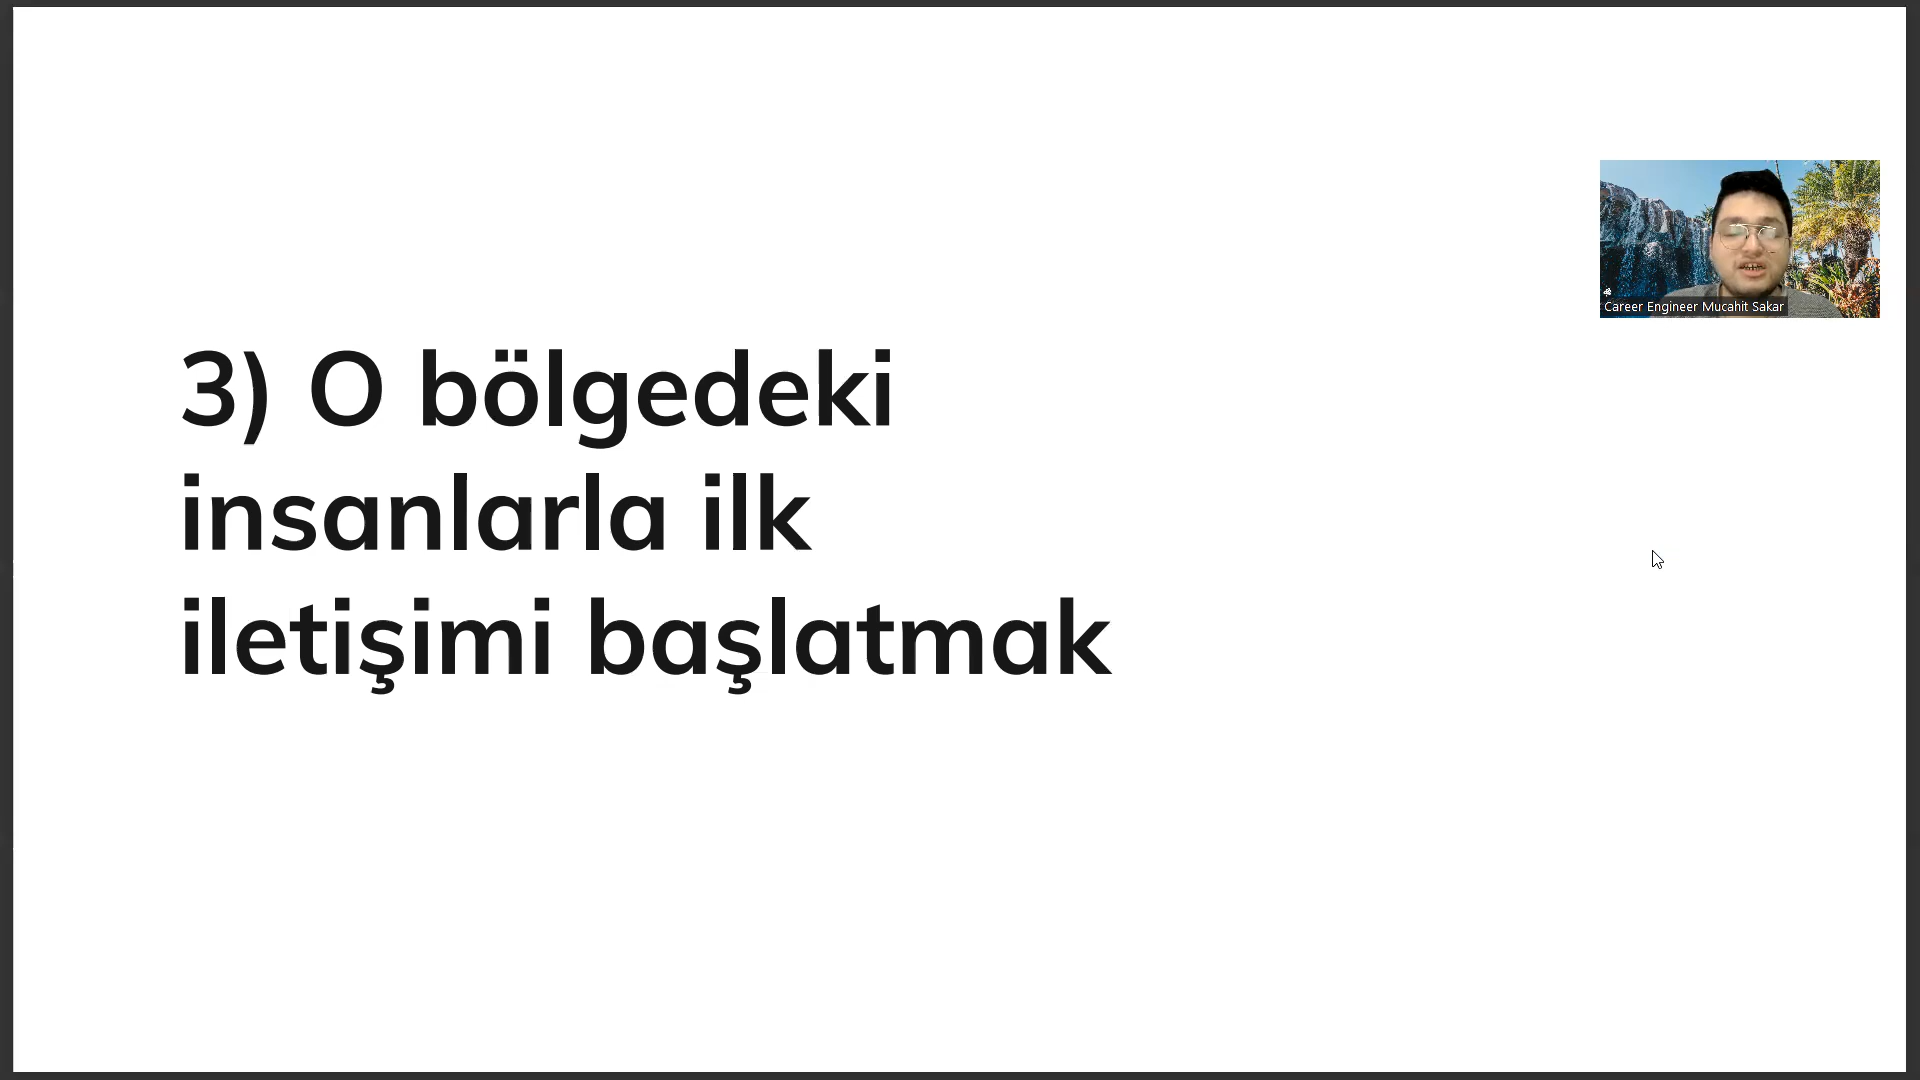 3) O bölgedeki
insanlarla ilk
iletişimi başlatmak
Career Engineer Mucahit Sakar